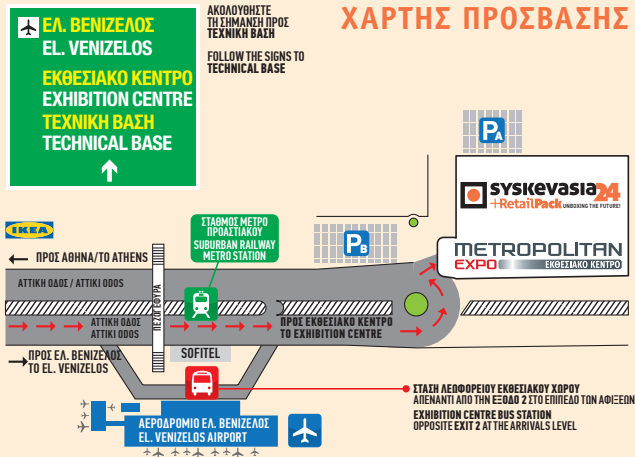 ΕΛ. ΒΕΝΙΖΕΛΟΣ
EL. VENIZELOS
ΕΚΘΕΣΙΑΚΟ ΚΕΝΤΡΟ
EXHIBITION CENTRE
ΤΕΧΝΙΚΗ ΒΑΣΗ
TECHNICAL BASE
ΑΚΟΛΟΥΘΗΣΤΕ
ΤΗ ΣΗΜΑΝΣΗ ΠΡΟΣ
ΤΕΧΝΙΚΗ ΒΑΣΗ
FOLLOW THE SIGNS TO
TECHNICAL BASE
ΧΑΡΤΗΣ ΠΡΟΣΒΑΣΗΣ
PA
syskevasia24
+RetailPack UNBOXING THE FUTURE!
METROPOLITAN
EXPO ΕΚΘΕΣΙΑΚΟ ΚΕΝΤΡΟ
PB
ΣΤΑΘΜΟΣ ΜΕΤΡΟ
ΠΡΟΑΣΤΙΑΚΟΥ
SUBURBAN RAILWAY
METRO STATION
IKEA
ΠΡΟΣ ΑΘΗΝΑ/TO ATHENS
ΑΤΤΙΚΗ ΟΔΟΣ / ATTIKI ODOS
ΠΕΖΟΓΕΦΥΡΑ
ΑΤΤΙΚΗ ΟΔΟΣ
ATTIKI ODOS
ΠΡΟΣ ΕΚΘΕΣΙΑΚΟ ΚΕΝΤΡΟ
TO EXHIBITION CENTRE
ΠΡΟΣ ΕΛ. ΒΕΝΙΖΕΛΟΣ
TO EL. VENIZELOS
SOFITEL
ΣΤΑΣΗ ΛΕΩΦΟΡΕΙΟΥ ΕΚΘΕΣΙΑΚΟΥ ΧΩΡΟΥ
ΑΠΕΝΑΝΤΙ ΑΠΟ ΤΗΝ ΕΞΟΔΟ 2 ΣΤΟ ΕΠΙΠΕΔΟ ΤΩΝ ΑΦΙΞΕΩΝ
EXHIBITION CENTRE BUS STATION
OPPOSITE EXIT 2 AT THE ARRIVALS LEVEL
ΑΕΡΟΔΡΟΜΙΟ ΕΛ. ΒΕΝΙΖΕΛΟΣ
EL. VENIZELOS AIRPORT